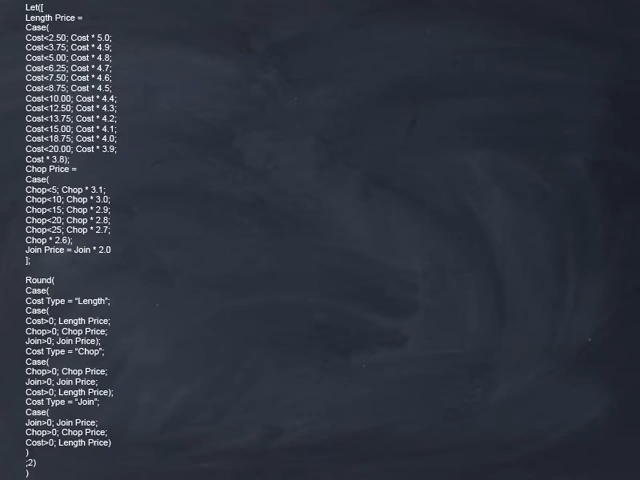 Let([
Length Price =
Case(
Cost<2.50; Cost * 5.0;
Cost<3.75; Cost * 4.9;
Cost<5.00; Cost * 4.8;
Cost<6.25; Cost * 4.7;
Cost<7.50; Cost * 4.6;
Cost<8.75; Cost * 4.5;
Cost<10.00; Cost * 4.4;
Cost<12.50; Cost * 4.3;
Cost<13.75; Cost * 4.2;
Cost<15.00; Cost * 4.1;
Cost<18.75; Cost * 4.0;
Cost<20.00; Cost * 3.9;
Cost * 3.8);
Chop Price =
Case(
Chop<5; Chop * 3.1;
Chop<10; Chop * 3.0;
Chop<15; Chop * 2.9;
Chop<20; Chop * 2.8;
Chop<25; Chop * 2.7;
Chop * 2.6);
Join Price = Join * 2.0
];
Round(
Case(
Cost Type = “Length”;
Case(
Cost>0; Length Price;
Chop>0; Chop Price;
Join>0; Join Price);
Cost Type = “Chop”;
Case(
Chop>0; Chop Price;
Join>0; Join Price;
Cost>0; Length Price);
Cost Type = “Join”;
Case(
Join>0; Join Price;
Chop>0; Chop Price;
Cost>0; Length Price)
)
;2)
)